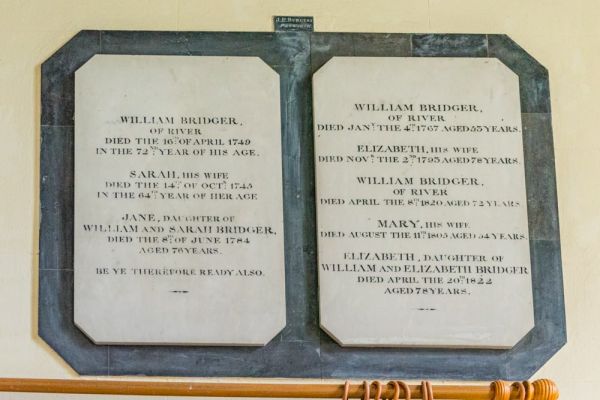 J.P. BURGESS
PETWORTH
WILLIAM BRIDGER,
OF RIVER
DIED THE 16TH OF APRIL 1749
IN THE 72ND YEAR OF HIS AGE.
SARAH, HIS WIFE
DIED THE 14TH OF OCTR 1745
IN THE 64TH YEAR OF HER AGE
JANE, DAUGHTER OF
WILLIAM AND SARAH BRIDGER,
DIED THE 8TH OF JUNE 1784
AGED 76 YEARS.
BE YE THEREFORE READY ALSO.
WILLIAM BRIDGER,
OF RIVER
DIED JANY THE 4TH 1767 AGED 53 YEARS.
ELIZABETH, HIS WIFE
DIED NOVR THE 2ND 1795 AGED 78 YEARS.
WILLIAM BRIDGER,
OF RIVER
DIED APRIL THE 8TH 1820 AGED 72 YEARS.
MARY, HIS WIFE
DIED AUGUST THE 11TH 1805 AGED 54 YEARS.
ELIZABETH, DAUGHTER OF
WILLIAM AND ELIZABETH BRIDGER
DIED APRIL THE 20TH 1822
AGED 78 YEARS.